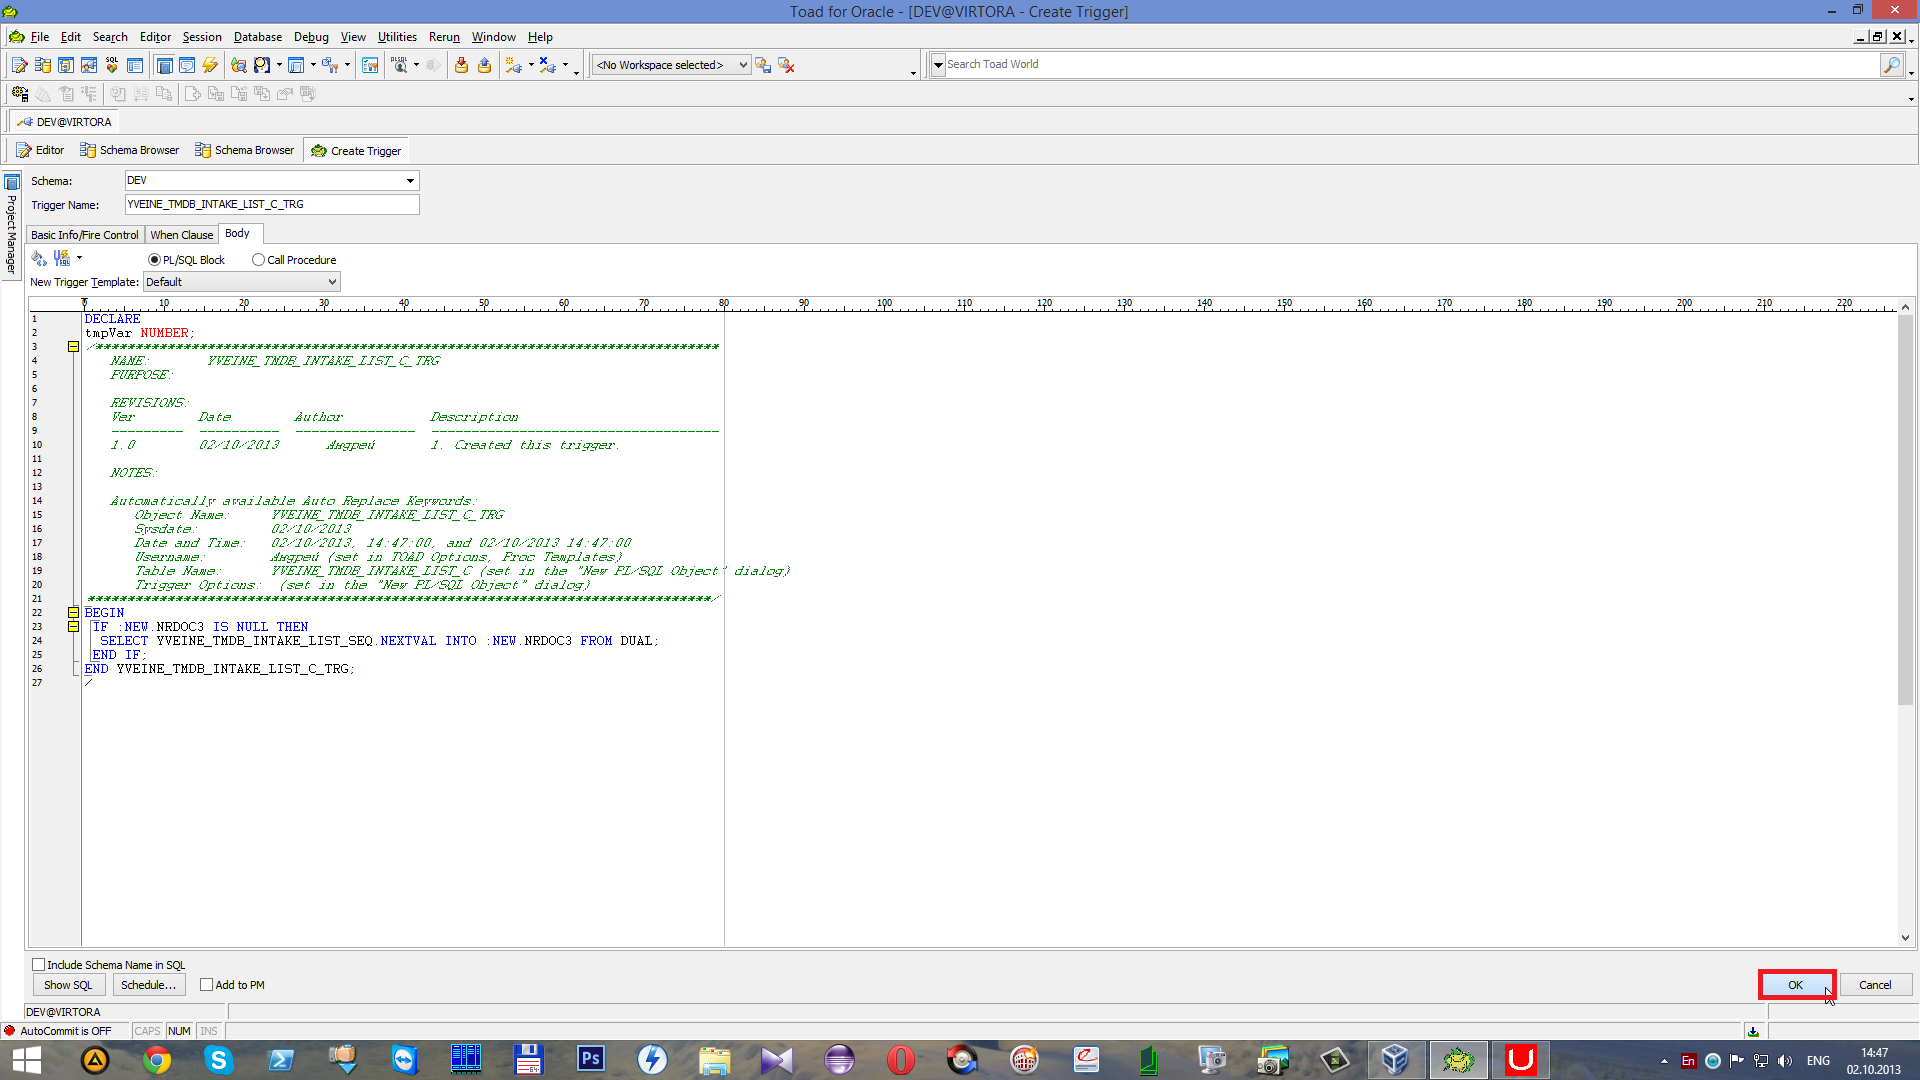 Toad for Oracle - [DEV@VIRTORA - Create Trigger]
File Edit Search Editor Session Database Debug View Utilities Rerun Window Help
<No Workspace selected> Search Toad World
DEV@VIRTORA
Editor Schema Browser Schema Browser Create Trigger
Project Manager
Schema: DEV
Trigger Name: YVEINE_TMDB_INTAKE_LIST_C_TRG
Basic Info/Fire Control When Clause Body
PL/SQL Block Call Procedure
New Trigger Template: Default
0 10 20 30 40 50 60 70 80 90 100 110 120 130 140 150 160 170 180 190 200 210 220
1 DECLARE
2 tmpVar NUMBER;
3 /******************************************************************************
4 NAME: YVEINE_TMDB_INTAKE_LIST_C_TRG
5 PURPOSE:
6
7 REVISIONS:
8 Ver Date Author Description
9 --------- ---------- --------------- ------------------------------------
10 1.0 02/10/2013 Андрей 1. Created this trigger.
11
12 NOTES:
13
14 Automatically available Auto Replace Keywords:
15 Object Name: YVEINE_TMDB_INTAKE_LIST_C_TRG
16 Sysdate: 02/10/2013
17 Date and Time: 02/10/2013, 14:47:00, and 02/10/2013 14:47:00
18 Username: Андрей (set in TOAD Options, Proc Templates)
19 Table Name: YVEINE_TMDB_INTAKE_LIST_C (set in the "New PL/SQL Object" dialog)
20 Trigger Options: (set in the "New PL/SQL Object" dialog)
21 ******************************************************************************/
22 BEGIN
23 IF :NEW.NRDOC3 IS NULL THEN
24 SELECT YVEINE_TMDB_INTAKE_LIST_SEQ.NEXTVAL INTO :NEW.NRDOC3 FROM DUAL;
25 END IF;
26 END YVEINE_TMDB_INTAKE_LIST_C_TRG;
27 /
Include Schema Name in SQL
Show SQL Schedule... Add to PM OK Cancel
DEV@VIRTORA
AutoCommit is OFF CAPS NUM INS
Ps 64 En ENG 14:47
02.10.2013